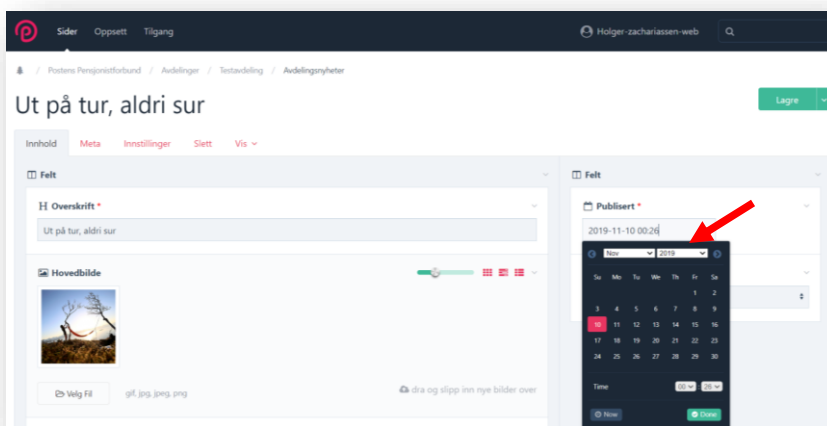 Sider Oppsett Tilgang Holger-zachariassen-web
/ Postens Pensjonistforbund / Avdelinger / Testavdeling / Avdelingsnyheter
Ut på tur, aldri sur
Lagre
Innhold Meta Innstillinger Slett Vis
Felt
H Overskrift *
Ut på tur, aldri sur
Hovedbilde
Velg Fil gif, jpg, jpeg, png
dra og slipp inn nye bilder over
Felt
Publisert *
2019-11-10 00:26
Nov 2019
Su Mo Tu We Th Fr Sa
1 2
3 4 5 6 7 8 9
10 11 12 13 14 15 16
17 18 19 20 21 22 23
24 25 26 27 28 29 30
Time 00 26
Now Done